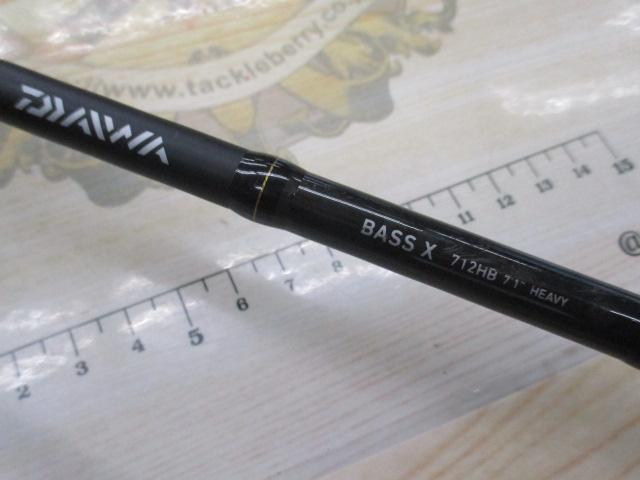 www.tackleberry.co.
DAIWA
BASS X 712HB 7'1" HEAVY
2 3 4 5 6 7 8 11 12 13 14 15
@